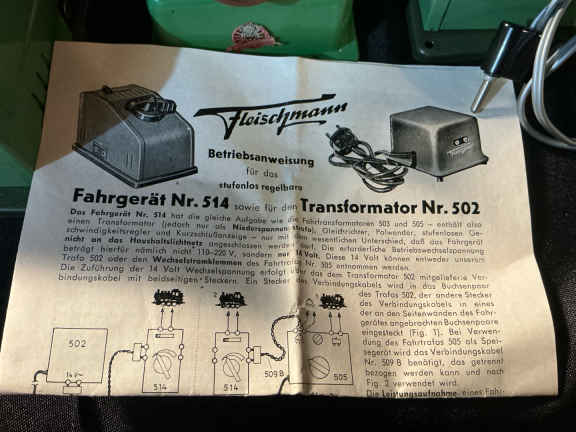 Fleischmann
Betriebsanweisung
für das
stufenlos regelbare
Fahrgerät Nr. 514 sowie für den Transformator Nr. 502
Das Fahrgerät Nr. 514 hat die gleiche Aufgabe wie die Fahrtransformatoren 503 und 505 – enthält also
einen Transformator (jedoch nur als Niederspannungsstufe), Gleichrichter, Polwender, stufenlosen Ge-
schwindigkeitsregler und Kurzschlußanzeige – nur mit dem wesentlichen Unterschied, daß das Fahrgerät
nicht an das Haushaltslichtnetz angeschlossen werden Die erforderliche Betriebswechselspannung
beträgt hierfür nämlich nicht 110–220 V, sondern nur 14 Volt. Diese 14 Volt können entweder unserem
Trafo 502 oder den Wechselstromklemmen des Fahrtrafos Nr. 505 entnommen werden.
Die Zuführung der 14 Volt Wechselspannung erfolgt über das dem Transformator 502 mitgelieferte Ver-
bindungskabel mit beidseitigen Steckern. Ein Stecker des Verbindungskabels wird in das Buchsenpaar
des Trafos 502, der andere Stecker
des Verbindungskabels in eines
der an den Seitenwänden des Fahr-
gerätes angebrachten Buchsenpaare
eingesteckt (Fig. 1). Bei Verwen-
dung des Fahrtrafos 505 als Spei-
segerät wird das Verbindungskabel
Nr. 509 B benötigt, das getrennt
bezogen werden kann und nach
Fig. 2 verwendet wird.
Die Leistungsaufnahme eines Fahr-
502
14 V~
514
2
514
509 B
505